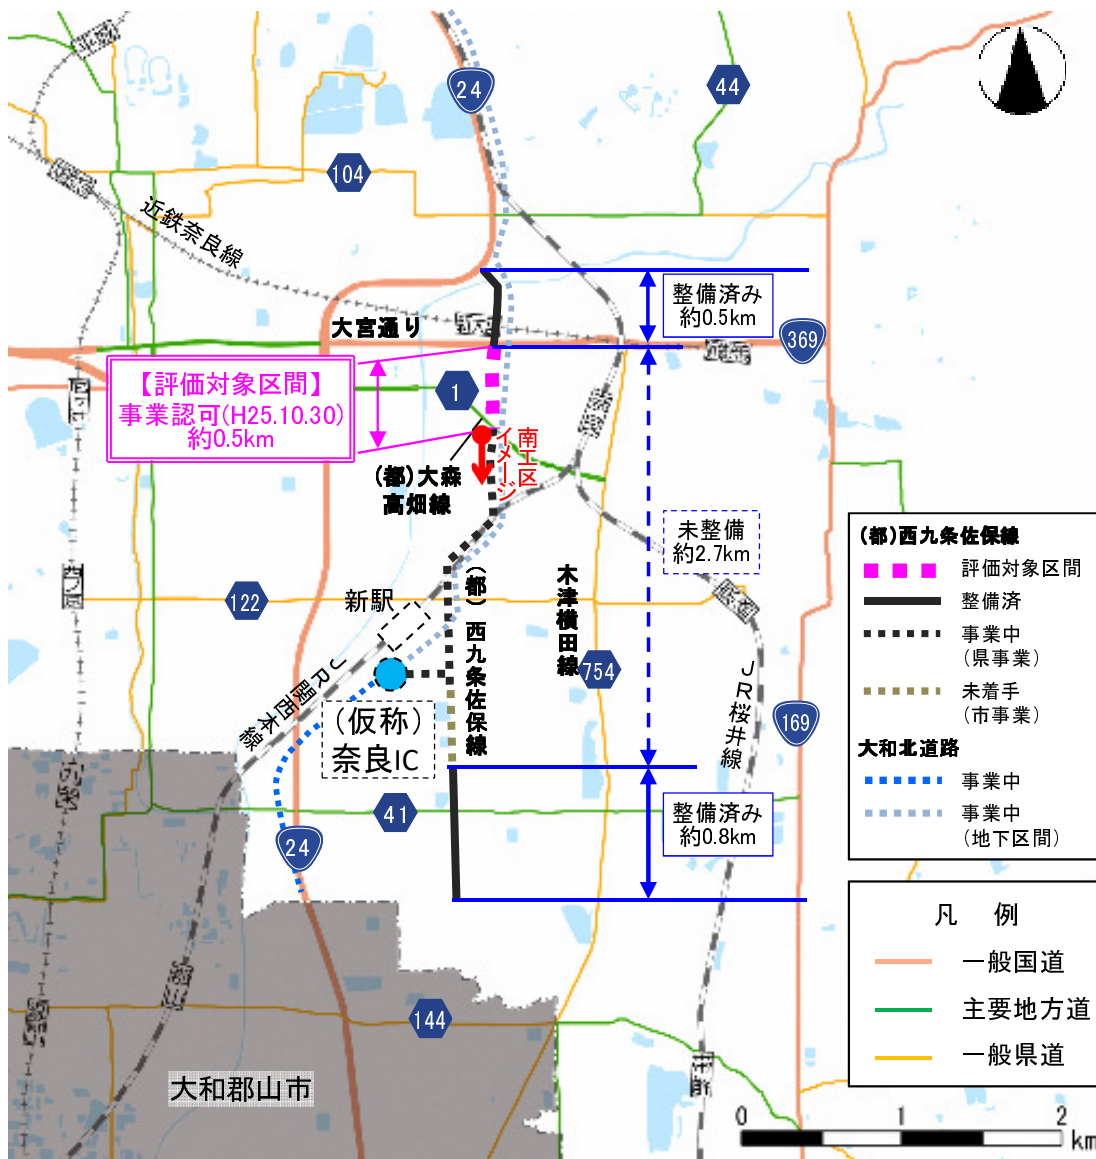 24
44
104
近鉄奈良線
整備済み
約0.5km
大宮通り
369
【評価対象区間】
事業認可(H25.10.30)
約0.5km
1
南工区
イメージ
(都)大森
高畑線
未整備
約2.7km
(都)西九条佐保線
評価対象区間
整備済
事業中
(県事業)
未着手
(市事業)
大和北道路
事業中
事業中
(地下区間)
122
新駅
(都)西九条佐保線
木津横田線
754
JR関西本線
JR桜井線
169
(仮称)
奈良IC
41
整備済み
約0.8km
24
凡 例
一般国道
主要地方道
一般県道
144
大和郡山市
0 1 2
km